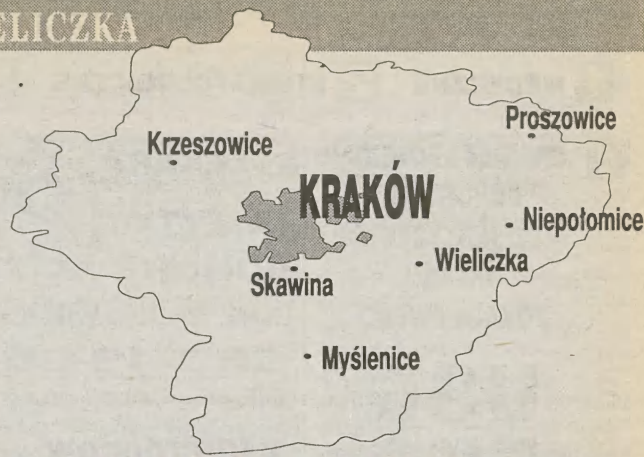 ELICZKA
Proszowice
Krzeszowice
KRAKÓW
Niepołomice
Wieliczka
Skawina
Myślenice